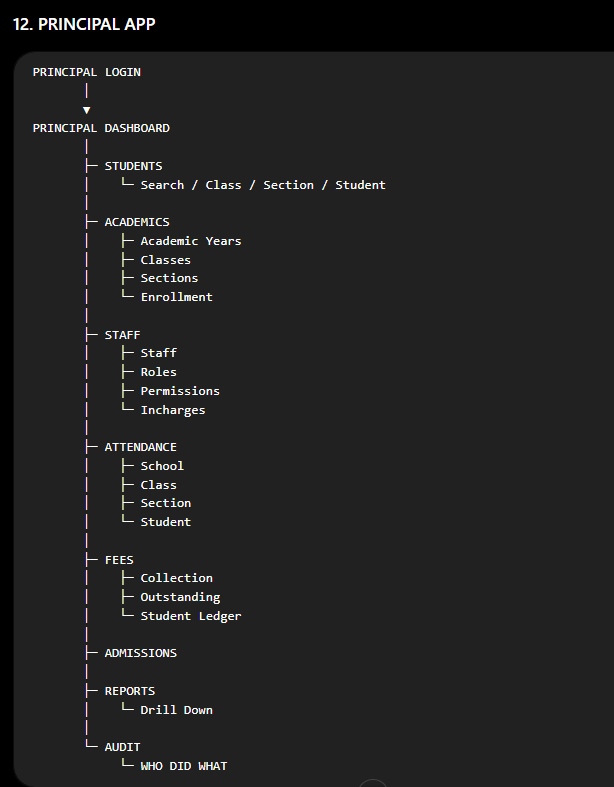 12. PRINCIPAL APP
PRINCIPAL LOGIN
│
▼
PRINCIPAL DASHBOARD
│
├─ STUDENTS
│ └─ Search / Class / Section / Student
│
├─ ACADEMICS
│ ├─ Academic Years
│ ├─ Classes
│ ├─ Sections
│ └─ Enrollment
│
├─ STAFF
│ ├─ Staff
│ ├─ Roles
│ ├─ Permissions
│ └─ Incharges
│
├─ ATTENDANCE
│ ├─ School
│ ├─ Class
│ ├─ Section
│ └─ Student
│
├─ FEES
│ ├─ Collection
│ ├─ Outstanding
│ └─ Student Ledger
│
├─ ADMISSIONS
│
├─ REPORTS
│ └─ Drill Down
│
└─ AUDIT
└─ WHO DID WHAT